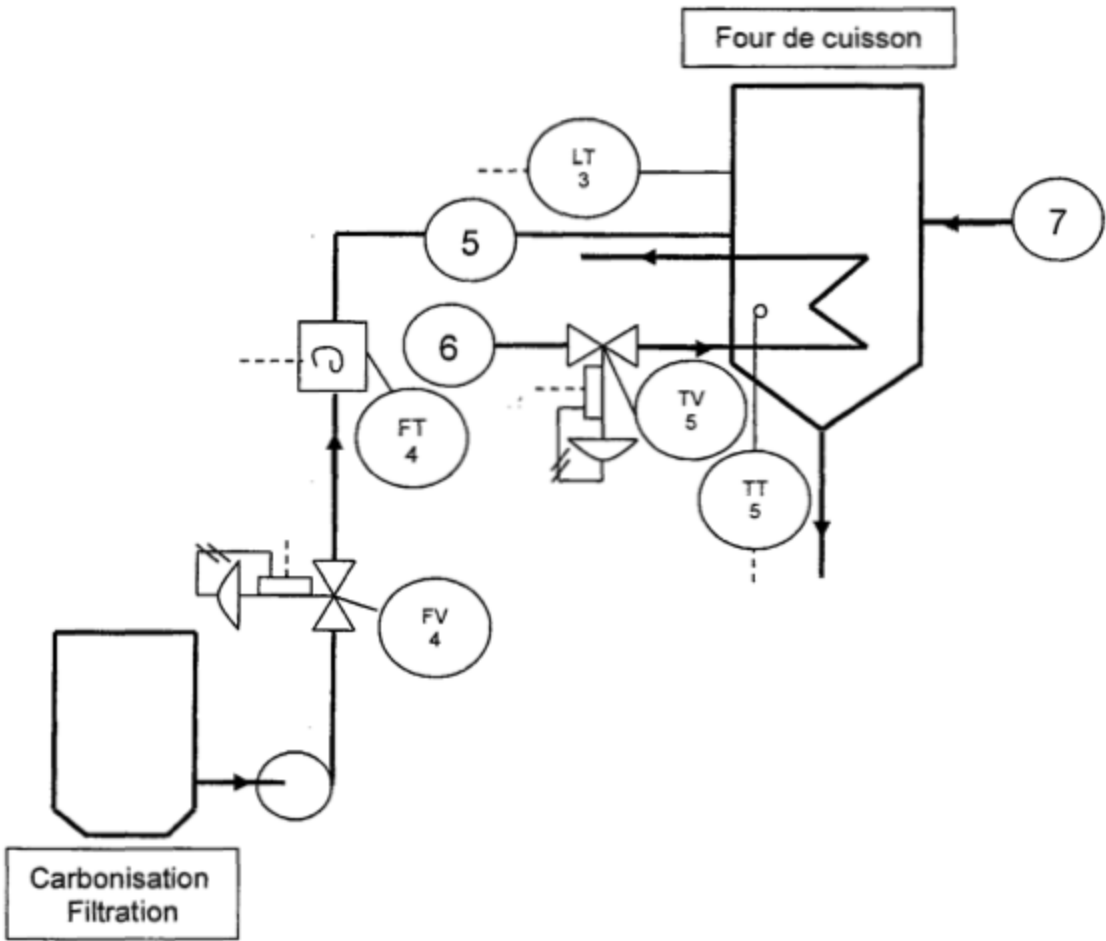 Four de cuisson
LT
3
5
7
6
TV
5
FT
4
TT
5
FV
4
Carbonisation
Filtration